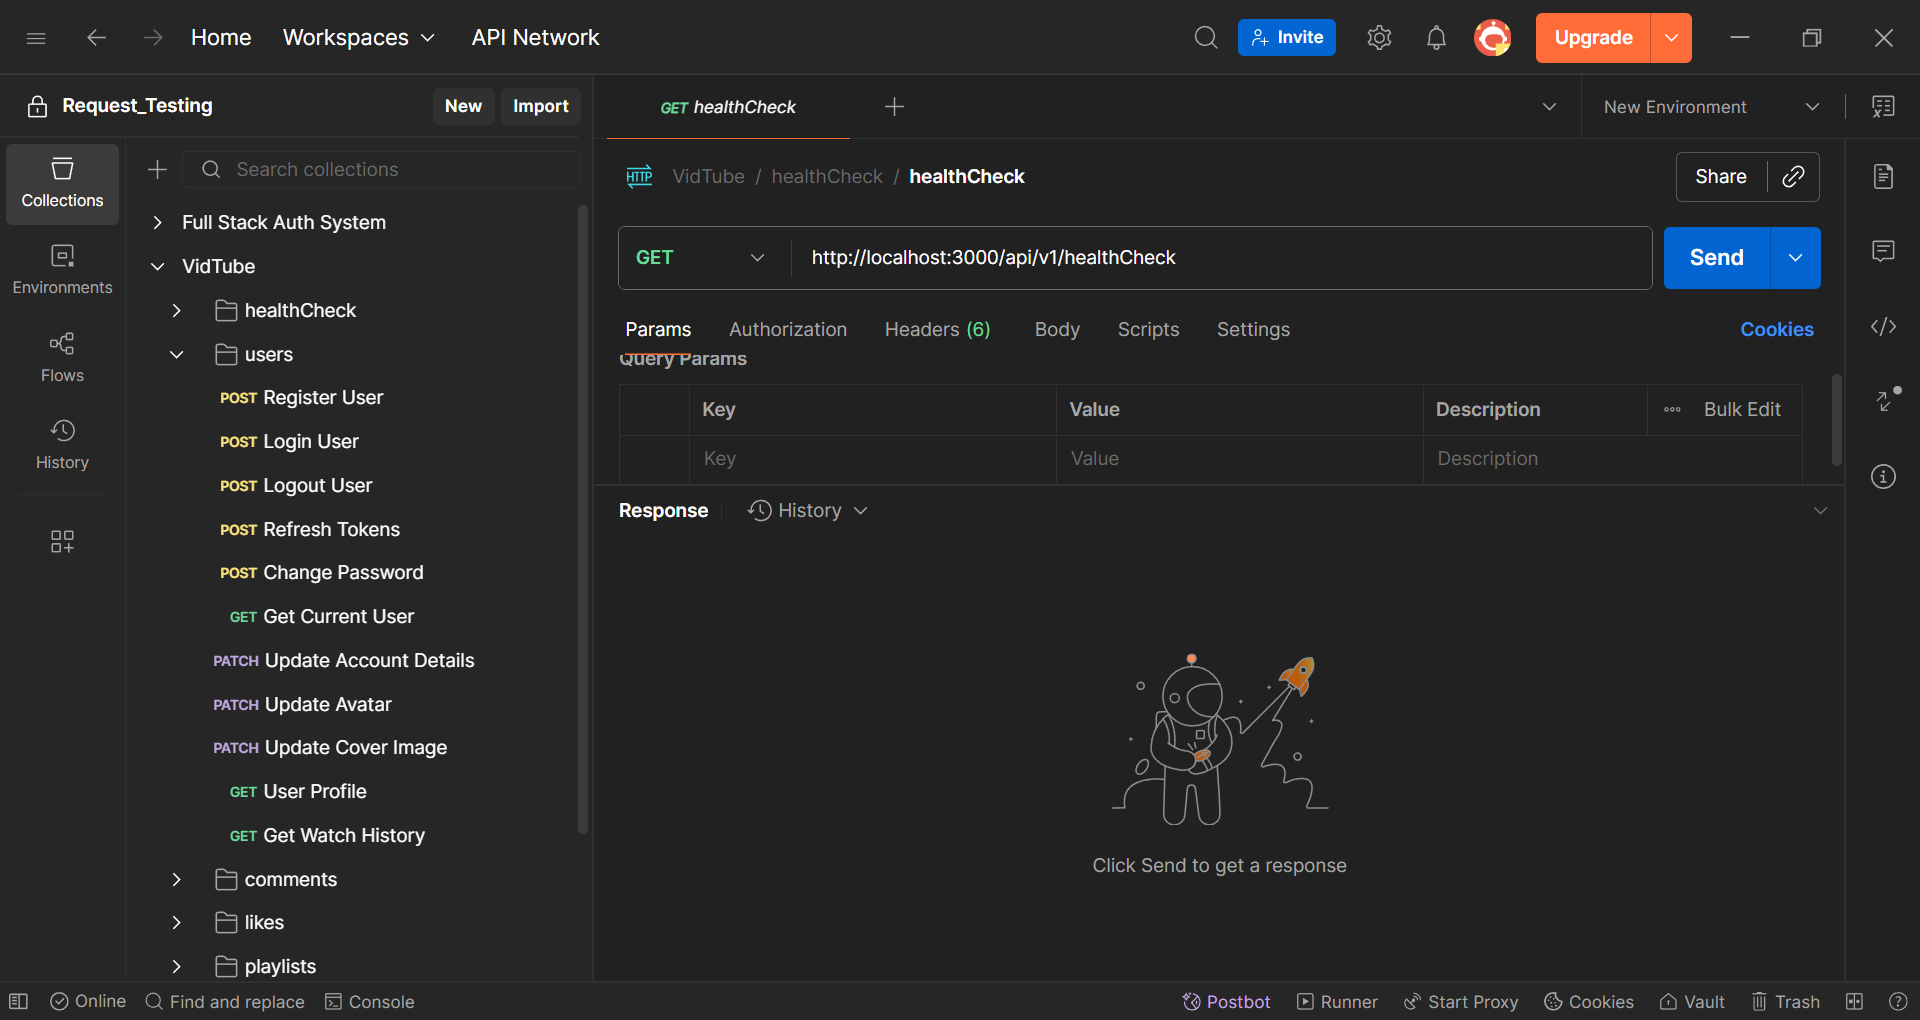 Home Workspaces API Network Invite Upgrade
Request_Testing New Import
GET healthCheck New Environment
Collections
Environments
Flows
History
Search collections
Full Stack Auth System
VidTube
healthCheck
users
POST Register User
POST Login User
POST Logout User
POST Refresh Tokens
POST Change Password
GET Get Current User
PATCH Update Account Details
PATCH Update Avatar
PATCH Update Cover Image
GET User Profile
GET Get Watch History
comments
likes
playlists
HTTP VidTube / healthCheck / healthCheck Share
GET http://localhost:3000/api/v1/healthCheck Send
Params Authorization Headers (6) Body Scripts Settings Cookies
Query Params
Key Value Description Bulk Edit
Key Value Description
Response History
Click Send to get a response
Online Find and replace Console Postbot Runner Start Proxy Cookies Vault Trash